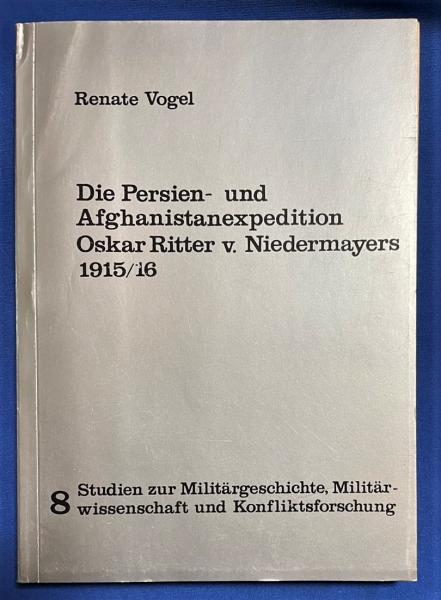 Renate Vogel
Die Persien- und
Afghanistanexpedition
Oskar Ritter v. Niedermayers
1915/16
8 Studien zur Militärgeschichte, Militär-
wissenschaft und Konfliktsforschung